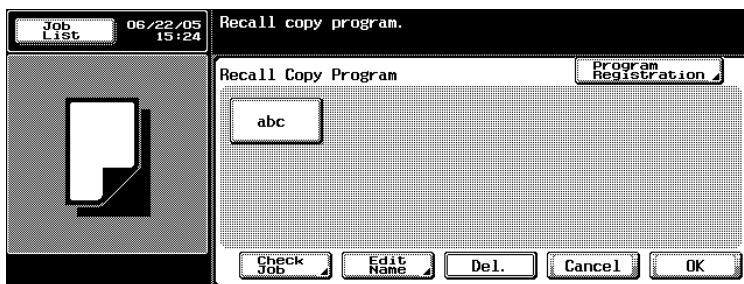 Job
List
06/22/05
15:24
Recall copy program.
Recall Copy Program
Program
Registration
abc
Check
Job
Edit
Name
Del.
Cancel
OK